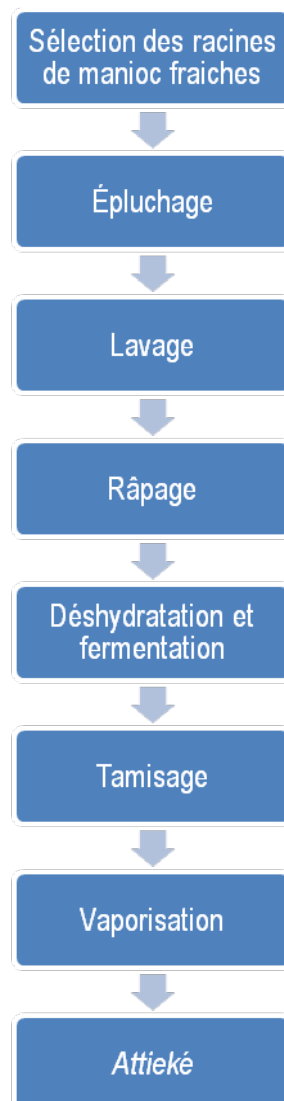 Sélection des racines
de manioc fraiches
Épluchage
Lavage
Râpage
Déshydratation et
fermentation
Tamisage
Vaporisation
Attieké